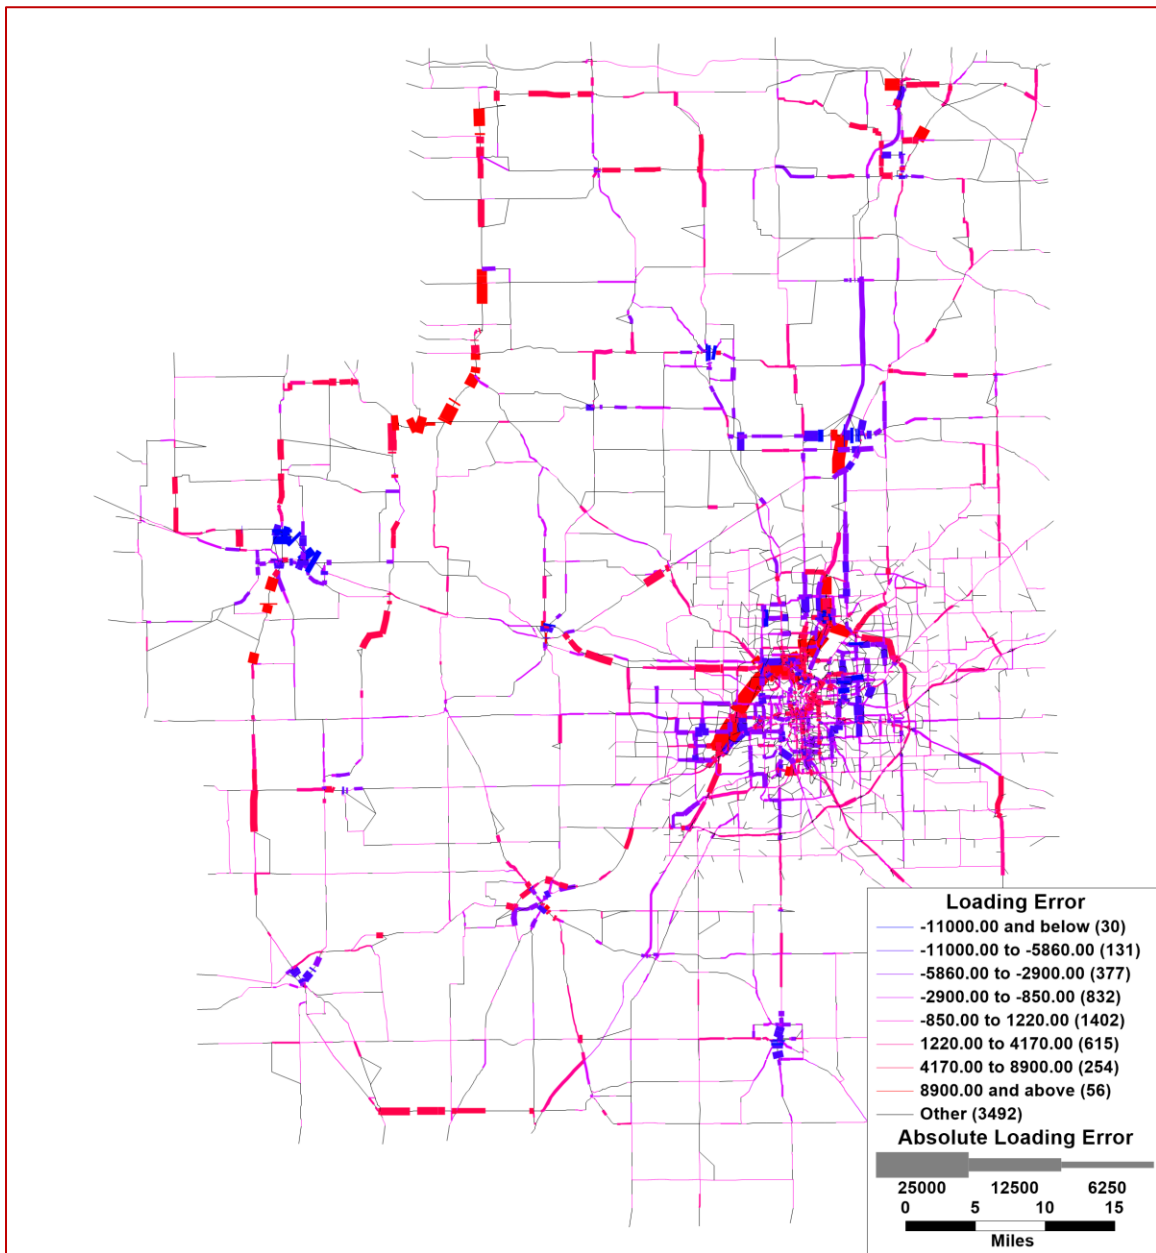 Loading Error
-11000.00 and below (30)
-11000.00 to -5860.00 (131)
-5860.00 to -2900.00 (377)
-2900.00 to -850.00 (832)
-850.00 to 1220.00 (1402)
1220.00 to 4170.00 (615)
4170.00 to 8900.00 (254)
8900.00 and above (56)
Other (3492)
Absolute Loading Error
25000 12500 6250
0 5 10 15
Miles